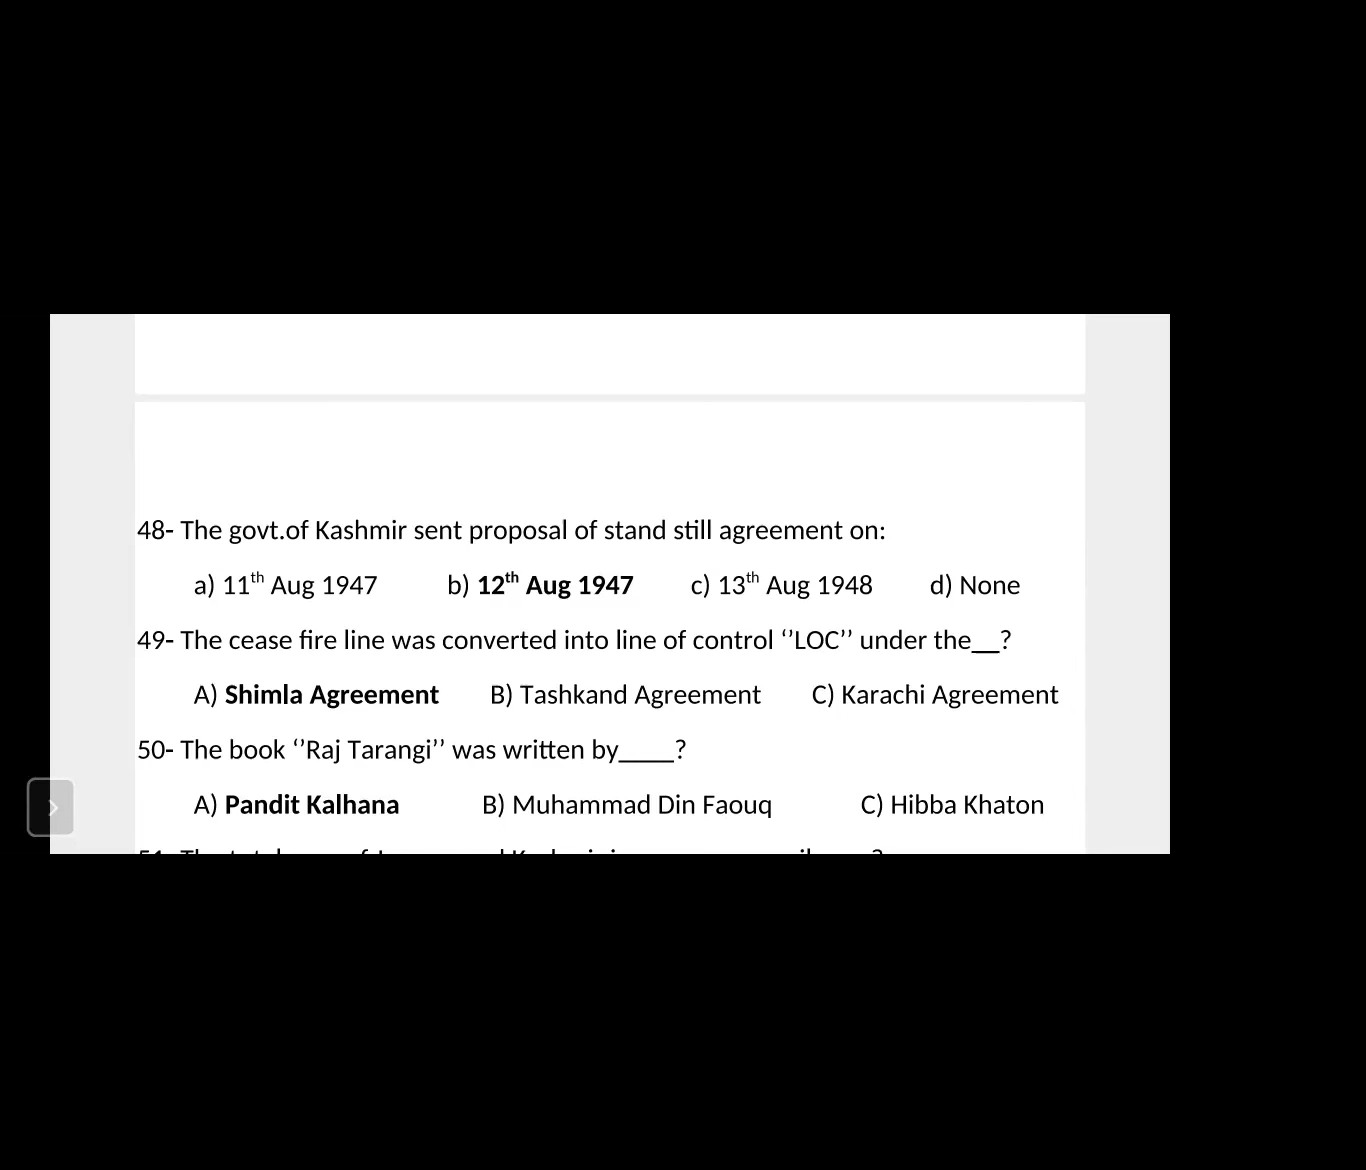 48- The govt.of Kashmir sent proposal of stand still agreement on:
a) 11th Aug 1947 b) 12th Aug 1947 c) 13th Aug 1948 d) None
49- The cease fire line was converted into line of control ‘’LOC’’ under the__?
A) Shimla Agreement B) Tashkand Agreement C) Karachi Agreement
50- The book ‘’Raj Tarangi’’ was written by____?
A) Pandit Kalhana B) Muhammad Din Faouq C) Hibba Khaton